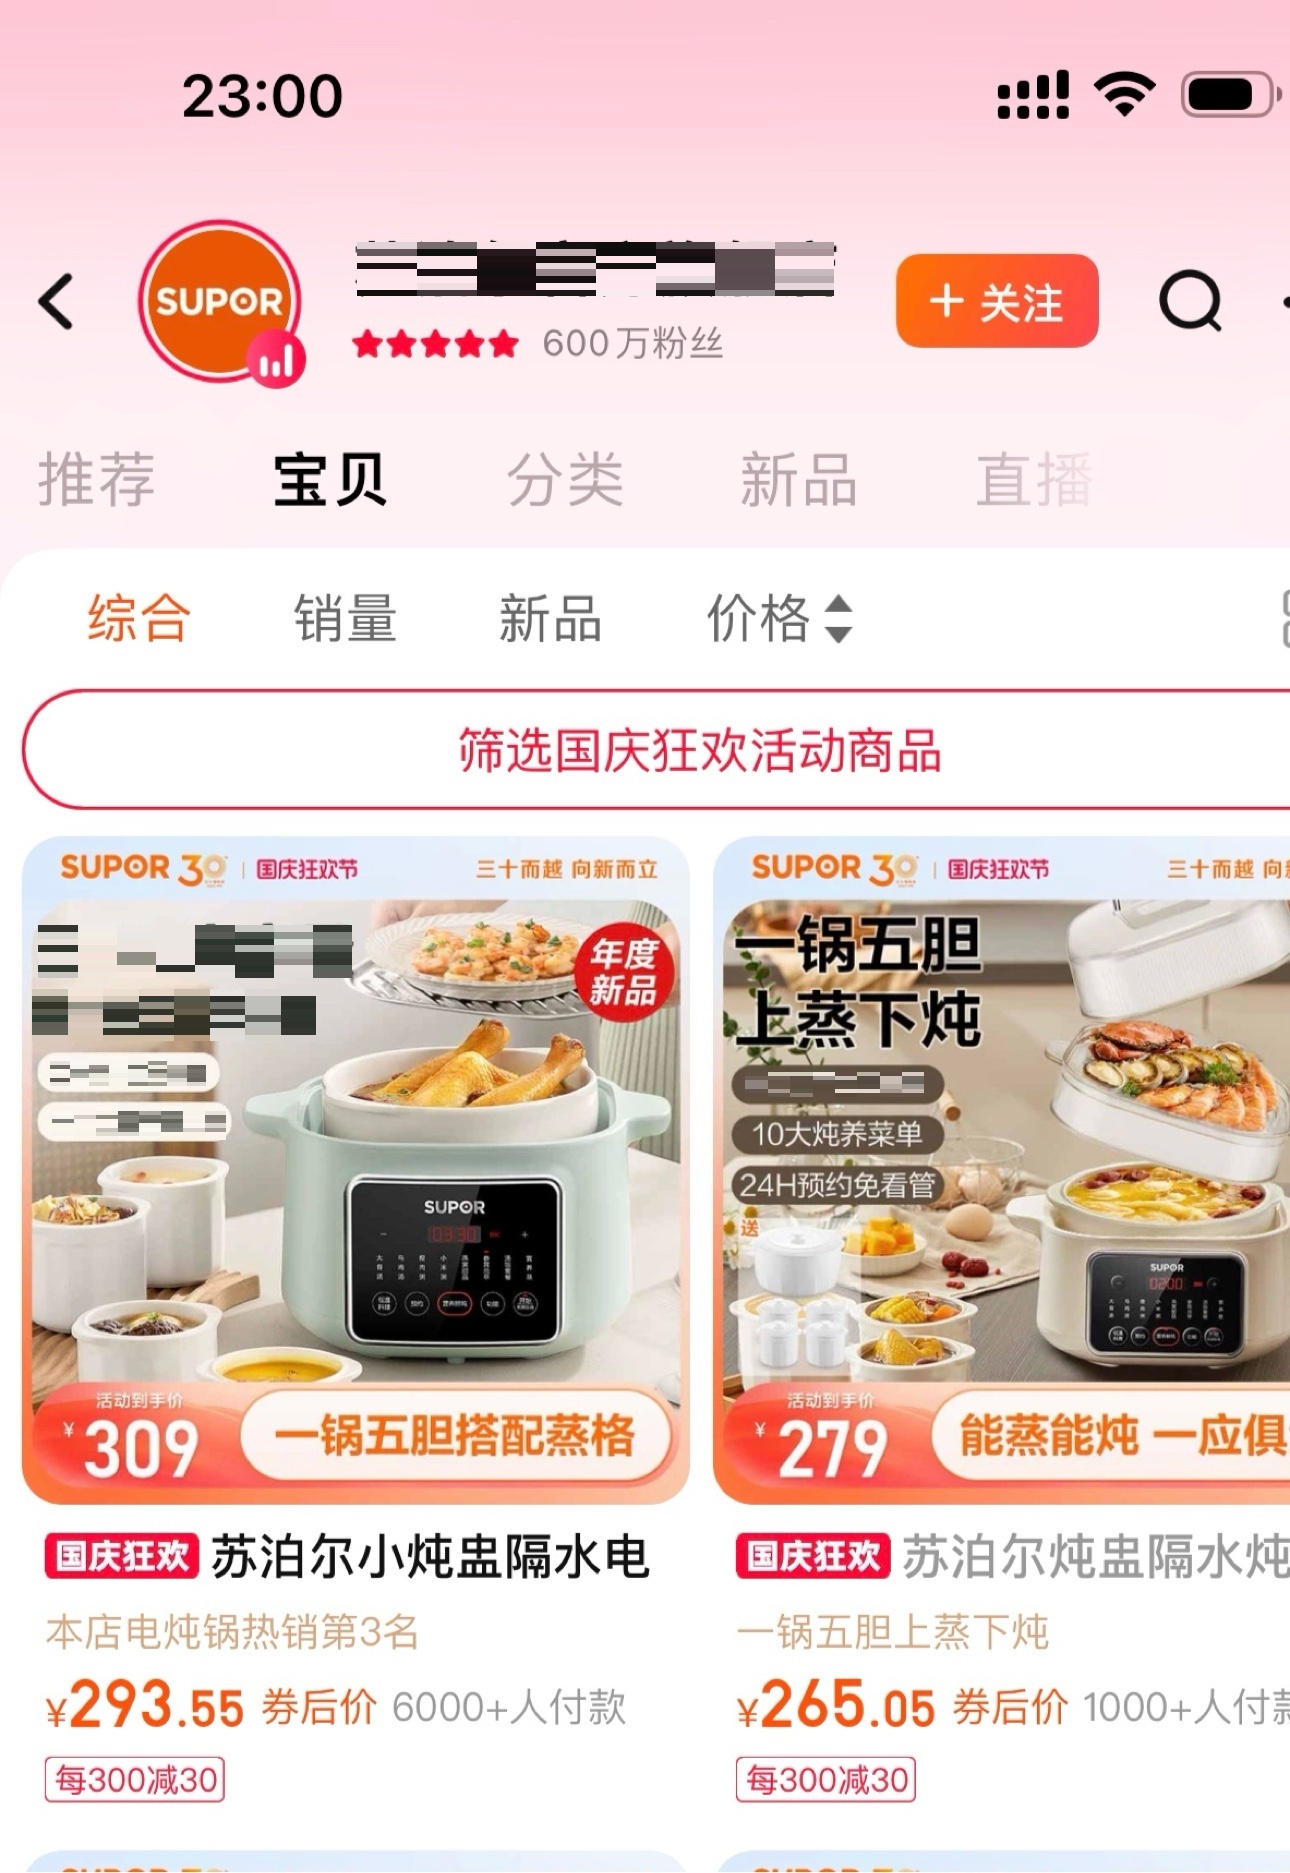 23:00
SUPOR
600万粉丝
+ 关注
推荐 宝贝 分类 新品 直播
综合 销量 新品 价格
筛选国庆狂欢活动商品
SUPOR 30 国庆狂欢节 三十而越 向新而立
年度
新品
SUPOR
03:30
活动到手价
¥309
一锅五胆搭配蒸格
国庆狂欢 苏泊尔小炖盅隔水电
本店电炖锅热销第3名
¥293.55 券后价 6000+人付款
每300减30
SUPOR 30 国庆狂欢节 三十而越 向
一锅五胆
上蒸下炖
10大炖养菜单
24H预约免看管
送
SUPOR
02:00
活动到手价
¥279
能蒸能炖 一应俱
国庆狂欢 苏泊尔炖盅隔水炖
一锅五胆上蒸下炖
¥265.05 券后价 1000+人付
每300减30